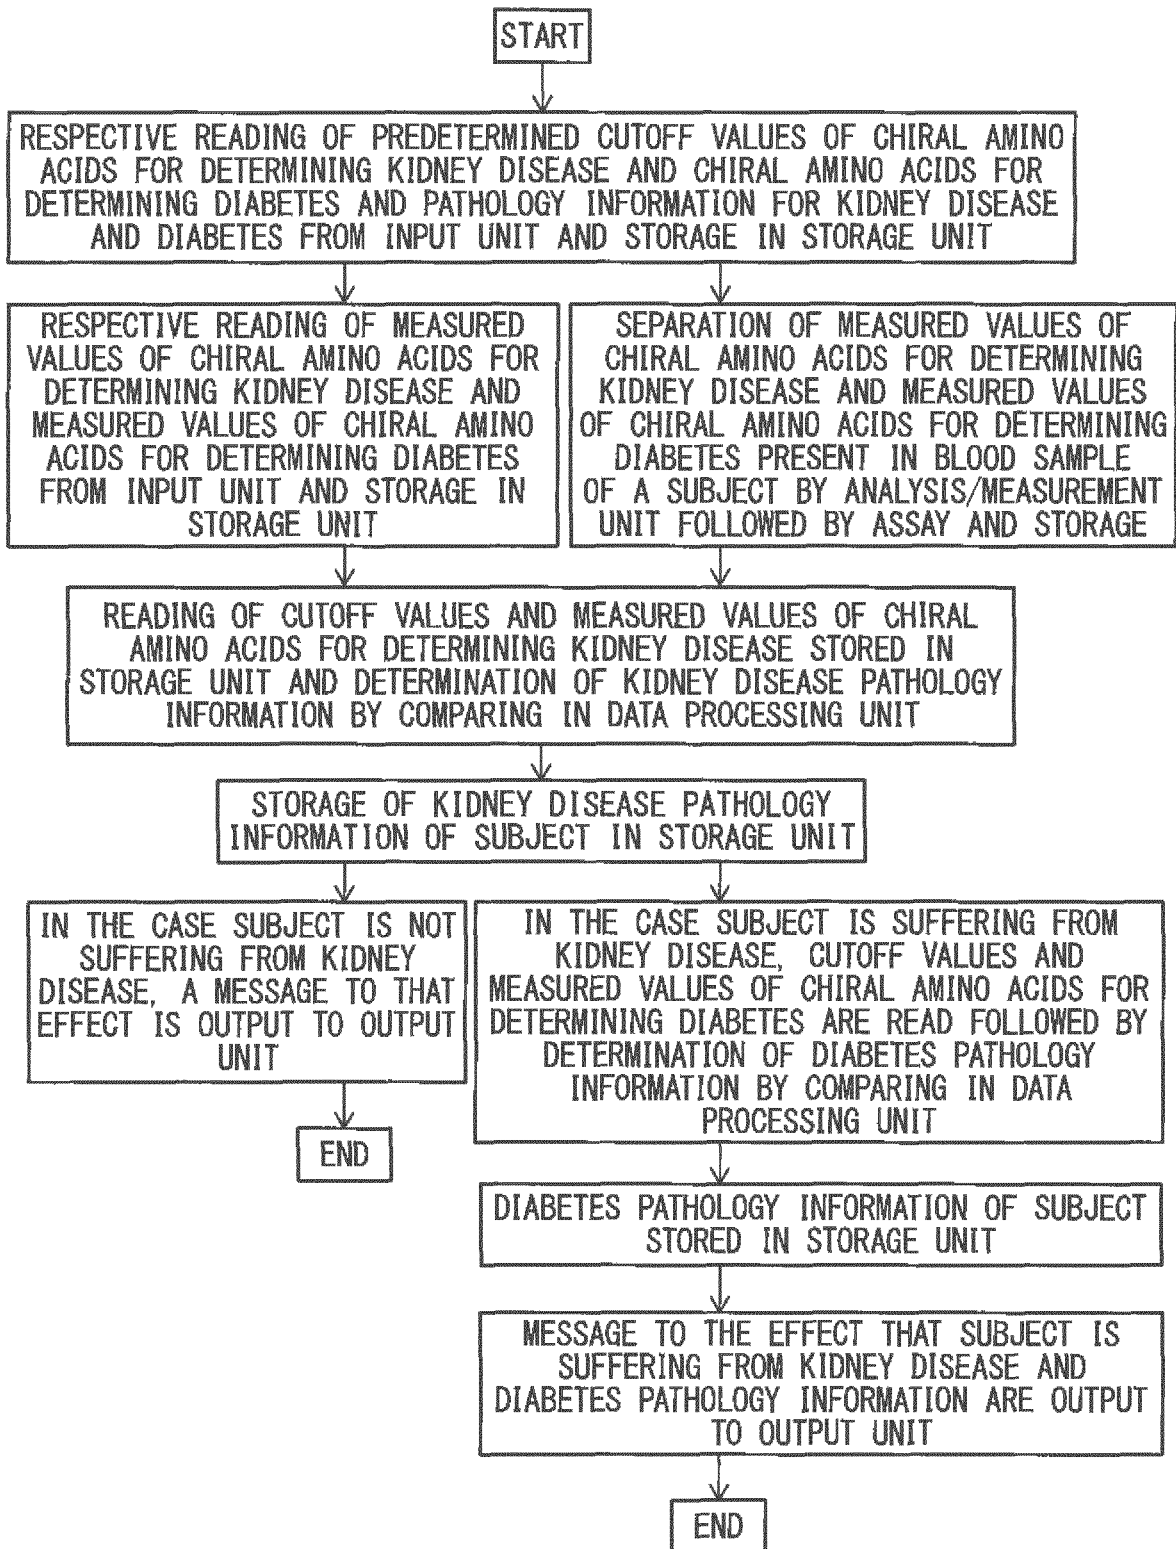 START
RESPECTIVE READING OF PREDETERMINED CUTOFF VALUES OF CHIRAL AMINO
ACIDS FOR DETERMINING KIDNEY DISEASE AND CHIRAL AMINO ACIDS FOR
DETERMINING DIABETES AND PATHOLOGY INFORMATION FOR KIDNEY DISEASE
AND DIABETES FROM INPUT UNIT AND STORAGE IN STORAGE UNIT
RESPECTIVE READING OF MEASURED
VALUES OF CHIRAL AMINO ACIDS FOR
DETERMINING KIDNEY DISEASE AND
MEASURED VALUES OF CHIRAL AMINO
ACIDS FOR DETERMINING DIABETES
FROM INPUT UNIT AND STORAGE IN
STORAGE UNIT
SEPARATION OF MEASURED VALUES OF
CHIRAL AMINO ACIDS FOR DETERMINING
KIDNEY DISEASE AND MEASURED VALUES
OF CHIRAL AMINO ACIDS FOR DETERMINING
DIABETES PRESENT IN BLOOD SAMPLE
OF A SUBJECT BY ANALYSIS/MEASUREMENT
UNIT FOLLOWED BY ASSAY AND STORAGE
READING OF CUTOFF VALUES AND MEASURED VALUES OF CHIRAL
AMINO ACIDS FOR DETERMINING KIDNEY DISEASE STORED IN
STORAGE UNIT AND DETERMINATION OF KIDNEY DISEASE PATHOLOGY
INFORMATION BY COMPARING IN DATA PROCESSING UNIT
STORAGE OF KIDNEY DISEASE PATHOLOGY
INFORMATION OF SUBJECT IN STORAGE UNIT
IN THE CASE SUBJECT IS NOT
SUFFERING FROM KIDNEY
DISEASE, A MESSAGE TO THAT
EFFECT IS OUTPUT TO OUTPUT
UNIT
END
IN THE CASE SUBJECT IS SUFFERING FROM
KIDNEY DISEASE, CUTOFF VALUES AND
MEASURED VALUES OF CHIRAL AMINO ACIDS FOR
DETERMINING DIABETES ARE READ FOLLOWED BY
DETERMINATION OF DIABETES PATHOLOGY
INFORMATION BY COMPARING IN DATA
PROCESSING UNIT
DIABETES PATHOLOGY INFORMATION OF SUBJECT
STORED IN STORAGE UNIT
MESSAGE TO THE EFFECT THAT SUBJECT IS
SUFFERING FROM KIDNEY DISEASE AND
DIABETES PATHOLOGY INFORMATION ARE OUTPUT
TO OUTPUT UNIT
END